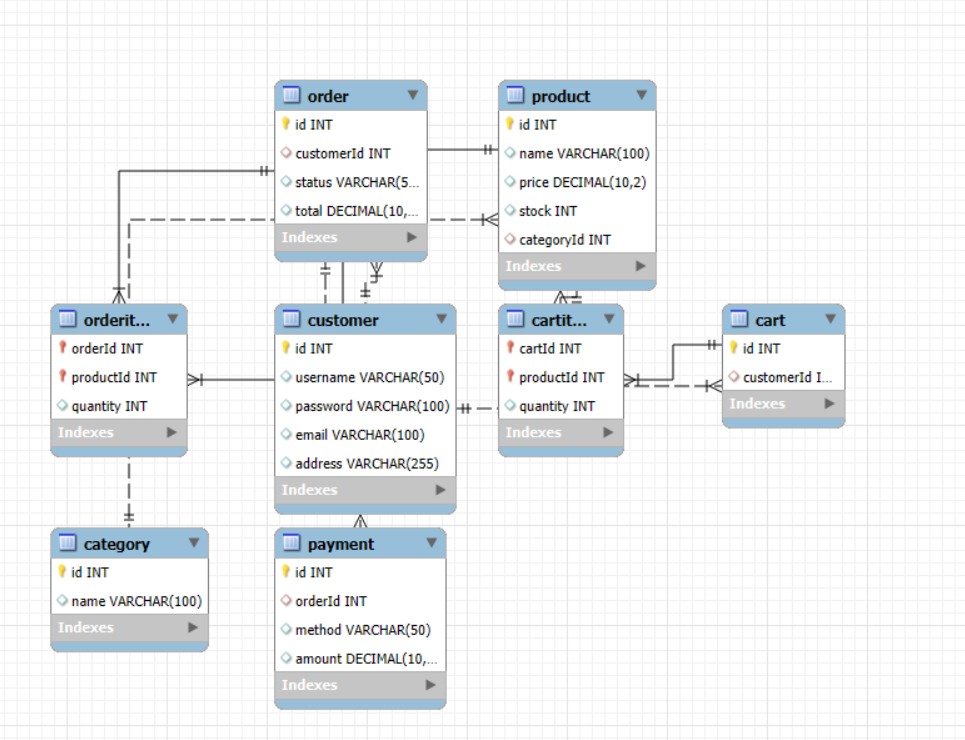 order
id INT
customerId INT
status VARCHAR(5...
total DECIMAL(10,...
Indexes
product
id INT
name VARCHAR(100)
price DECIMAL(10,2)
stock INT
categoryId INT
Indexes
orderit...
orderId INT
productId INT
quantity INT
Indexes
customer
id INT
username VARCHAR(50)
password VARCHAR(100)
email VARCHAR(100)
address VARCHAR(255)
Indexes
cartit...
cartId INT
productId INT
quantity INT
Indexes
cart
id INT
customerId I...
Indexes
category
id INT
name VARCHAR(100)
Indexes
payment
id INT
orderId INT
method VARCHAR(50)
amount DECIMAL(10,...
Indexes